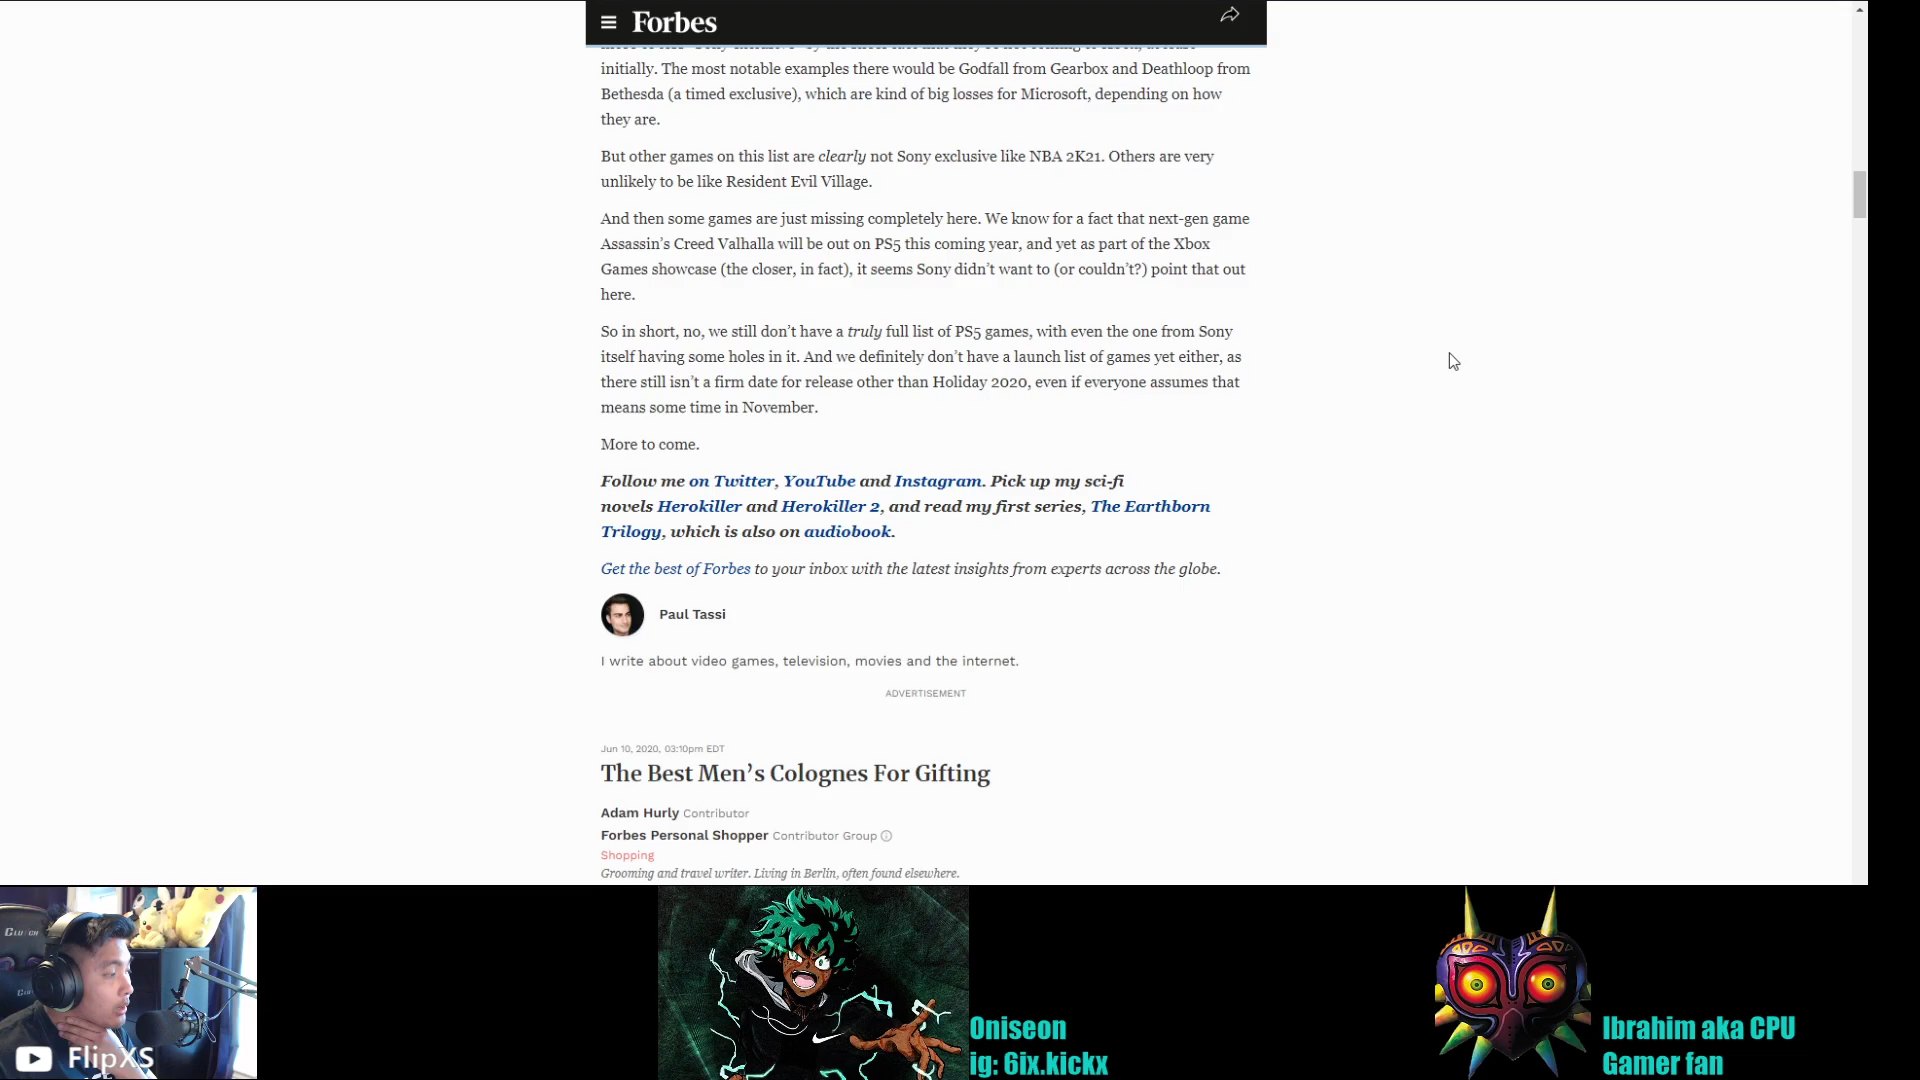 Forbes
initially. The most notable examples there would be Godfall from Gearbox and Deathloop from
Bethesda (a timed exclusive), which are kind of big losses for Microsoft, depending on how
they are.
But other games on this list are clearly not Sony exclusive like NBA 2K21. Others are very
unlikely to be like Resident Evil Village.
And then some games are just missing completely here. We know for a fact that next-gen game
Assassin’s Creed Valhalla will be out on PS5 this coming year, and yet as part of the Xbox
Games showcase (the closer, in fact), it seems Sony didn’t want to (or couldn’t?) point that out
here.
So in short, no, we still don’t have a truly full list of PS5 games, with even the one from Sony
itself having some holes in it. And we definitely don’t have a launch list of games yet either, as
there still isn’t a firm date for release other than Holiday 2020, even if everyone assumes that
means some time in November.
More to come.
Follow me on Twitter, YouTube and Instagram. Pick up my sci-fi
novels Herokiller and Herokiller 2, and read my first series, The Earthborn
Trilogy, which is also on audiobook.
Get the best of Forbes to your inbox with the latest insights from experts across the globe.
Paul Tassi
I write about video games, television, movies and the internet.
ADVERTISEMENT
Jun 10, 2020, 03:10pm EDT
The Best Men’s Colognes For Gifting
Adam Hurly Contributor
Forbes Personal Shopper Contributor Group
Shopping
Grooming and travel writer. Living in Berlin, often found elsewhere.
CLUTCH
FlipXS
Oniseon
ig: 6ix.kickx
Ibrahim aka CPU
Gamer fan